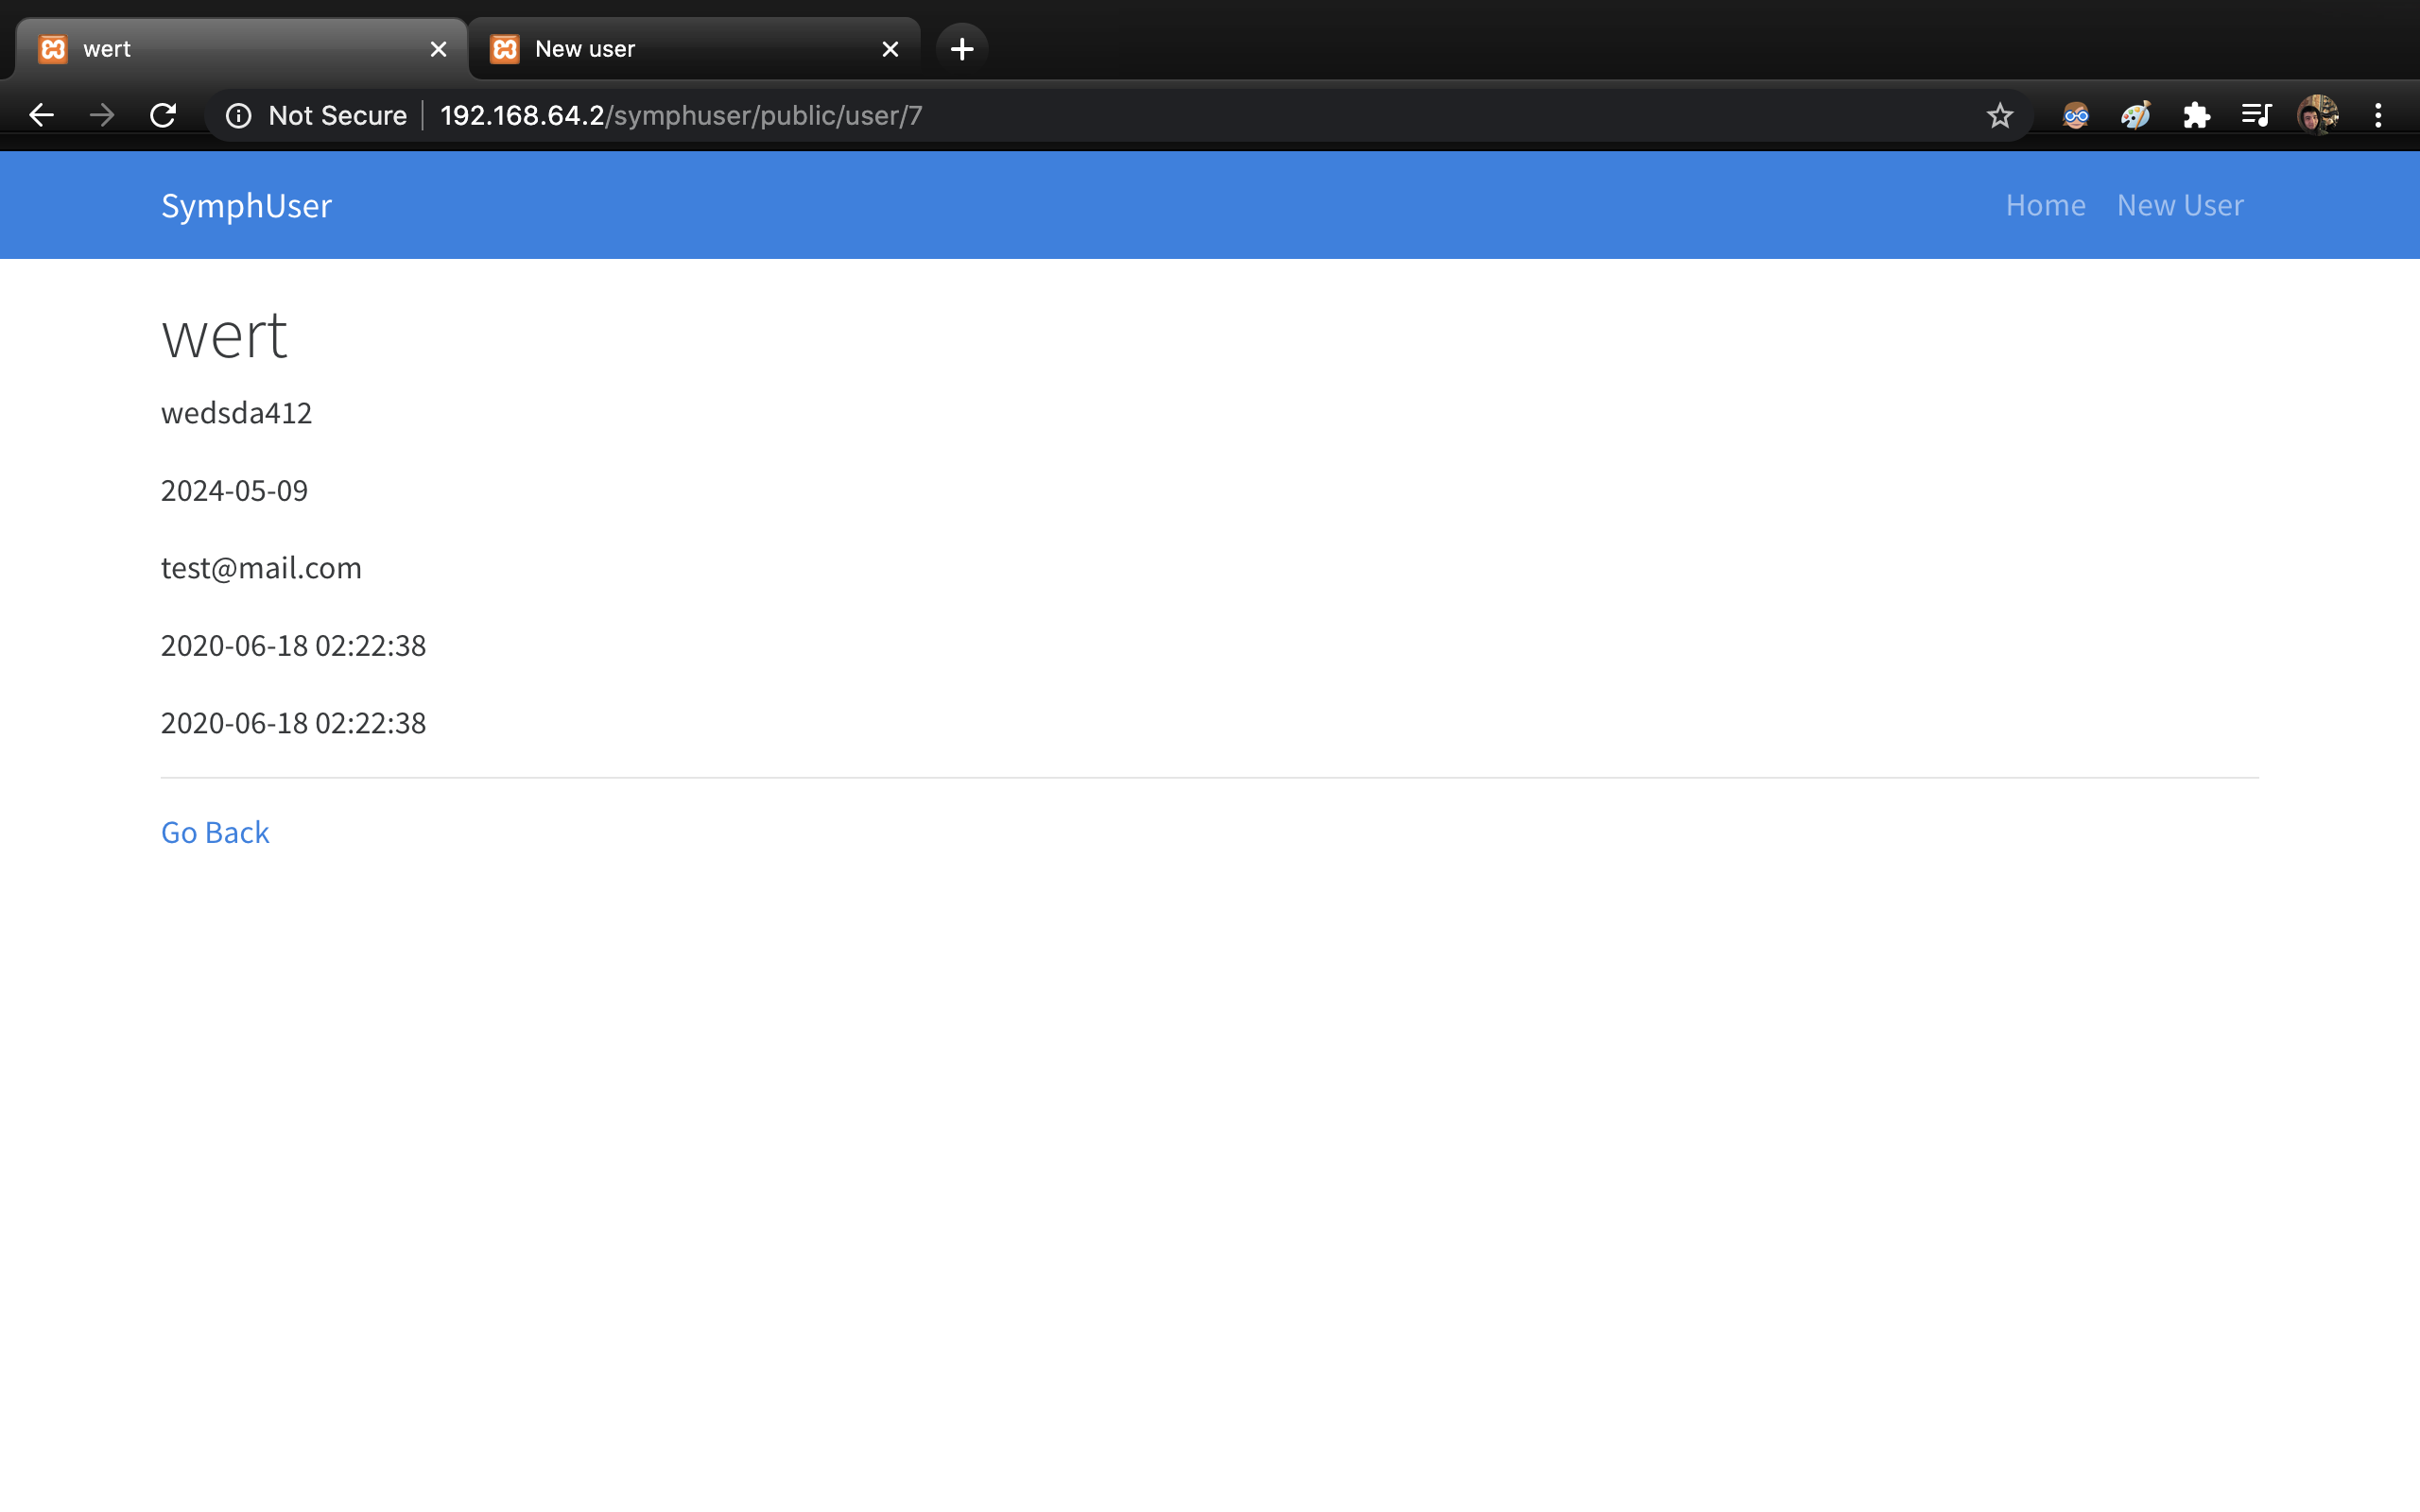 wert
New user
Not Secure
192.168.64.2/symphuser/public/user/7
SymphUser
Home
New User
wert
wedsda412
2024-05-09
test@mail.com
2020-06-18 02:22:38
2020-06-18 02:22:38
Go Back